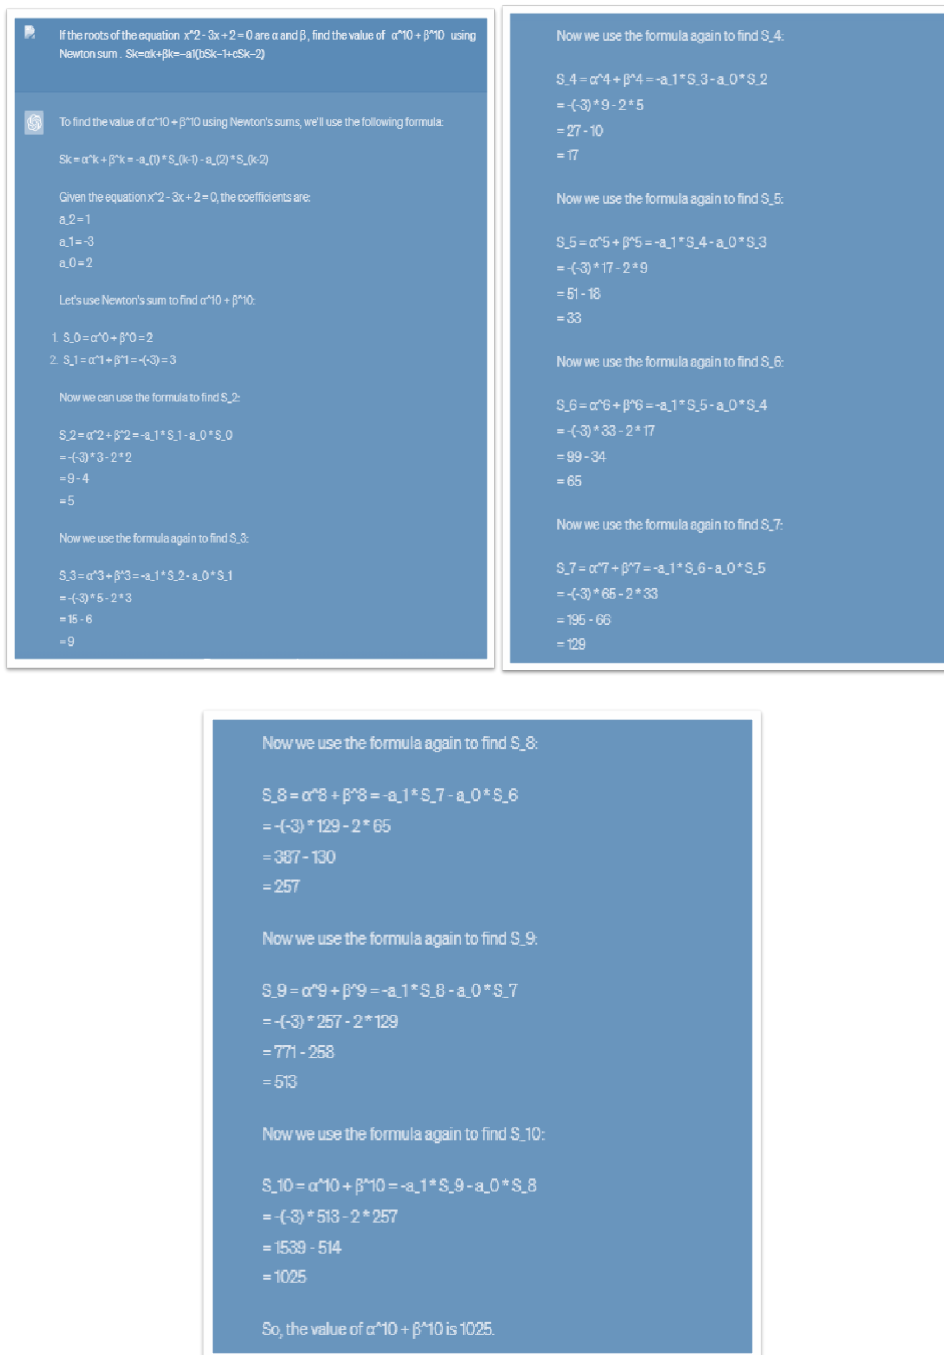 If the roots of the equation x^2 - 3x + 2 = 0 are α and β, find the value of α^10 + β^10 using
Newton sum . Sk=αk+βk=−a1(bSk−1+cSk−2)
To find the value of α^10 + β^10 using Newton's sums, we'll use the following formula:
Sk = α^k + β^k = -a_(1) * S_(k-1) - a_(2) * S_(k-2)
Given the equation x^2 - 3x + 2 = 0, the coefficients are:
a_2 = 1
a_1 = -3
a_0 = 2
Let's use Newton's sum to find α^10 + β^10:
1. S_0 = α^0 + β^0 = 2
2. S_1 = α^1 + β^1 = -(-3) = 3
Now we can use the formula to find S_2:
S_2 = α^2 + β^2 = -a_1 * S_1 - a_0 * S_0
= -(-3) * 3 - 2 * 2
= 9 - 4
= 5
Now we use the formula again to find S_3:
S_3 = α^3 + β^3 = -a_1 * S_2 - a_0 * S_1
= -(-3) * 5 - 2 * 3
= 15 - 6
= 9
Now we use the formula again to find S_4:
S_4 = α^4 + β^4 = -a_1 * S_3 - a_0 * S_2
= -(-3) * 9 - 2 * 5
= 27 - 10
= 17
Now we use the formula again to find S_5:
S_5 = α^5 + β^5 = -a_1 * S_4 - a_0 * S_3
= -(-3) * 17 - 2 * 9
= 51 - 18
= 33
Now we use the formula again to find S_6:
S_6 = α^6 + β^6 = -a_1 * S_5 - a_0 * S_4
= -(-3) * 33 - 2 * 17
= 99 - 34
= 65
Now we use the formula again to find S_7:
S_7 = α^7 + β^7 = -a_1 * S_6 - a_0 * S_5
= -(-3) * 65 - 2 * 33
= 195 - 66
= 129
Now we use the formula again to find S_8:
S_8 = α^8 + β^8 = -a_1 * S_7 - a_0 * S_6
= -(-3) * 129 - 2 * 65
= 387 - 130
= 257
Now we use the formula again to find S_9:
S_9 = α^9 + β^9 = -a_1 * S_8 - a_0 * S_7
= -(-3) * 257 - 2 * 129
= 771 - 258
= 513
Now we use the formula again to find S_10:
S_10 = α^10 + β^10 = -a_1 * S_9 - a_0 * S_8
= -(-3) * 513 - 2 * 257
= 1539 - 514
= 1025
So, the value of α^10 + β^10 is 1025.